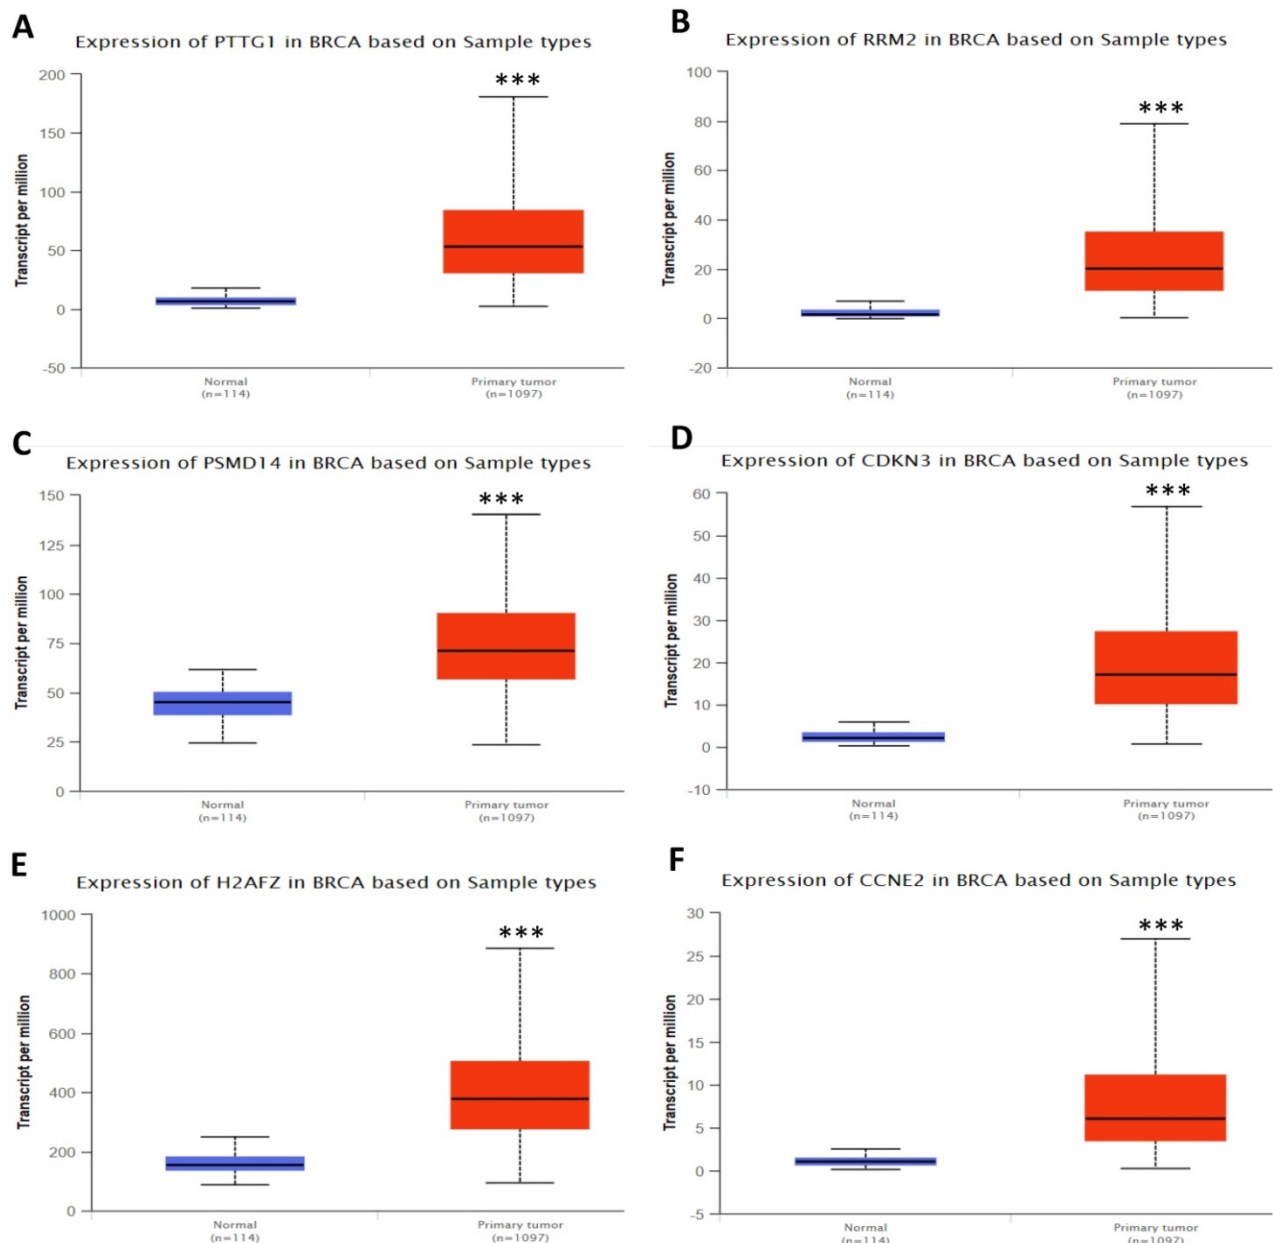 A
Expression of PTTG1 in BRCA based on Sample types
***
Transcript per million
200
150
100
50
0
-50
Normal
(n=114)
Primary tumor
(n=1097)
B
Expression of RRM2 in BRCA based on Sample types
***
Transcript per million
100
80
60
40
20
0
-20
Normal
(n=114)
Primary tumor
(n=1097)
C
Expression of PSMD14 in BRCA based on Sample types
***
Transcript per million
150
125
100
75
50
25
0
Normal
(n=114)
Primary tumor
(n=1097)
D
Expression of CDKN3 in BRCA based on Sample types
***
Transcript per million
60
50
40
30
20
10
0
-10
Normal
(n=114)
Primary tumor
(n=1097)
E
Expression of H2AFZ in BRCA based on Sample types
***
Transcript per million
1000
800
600
400
200
0
Normal
(n=114)
Primary tumor
(n=1097)
F
Expression of CCNE2 in BRCA based on Sample types
***
Transcript per million
30
25
20
15
10
5
0
-5
Normal
(n=114)
Primary tumor
(n=1097)